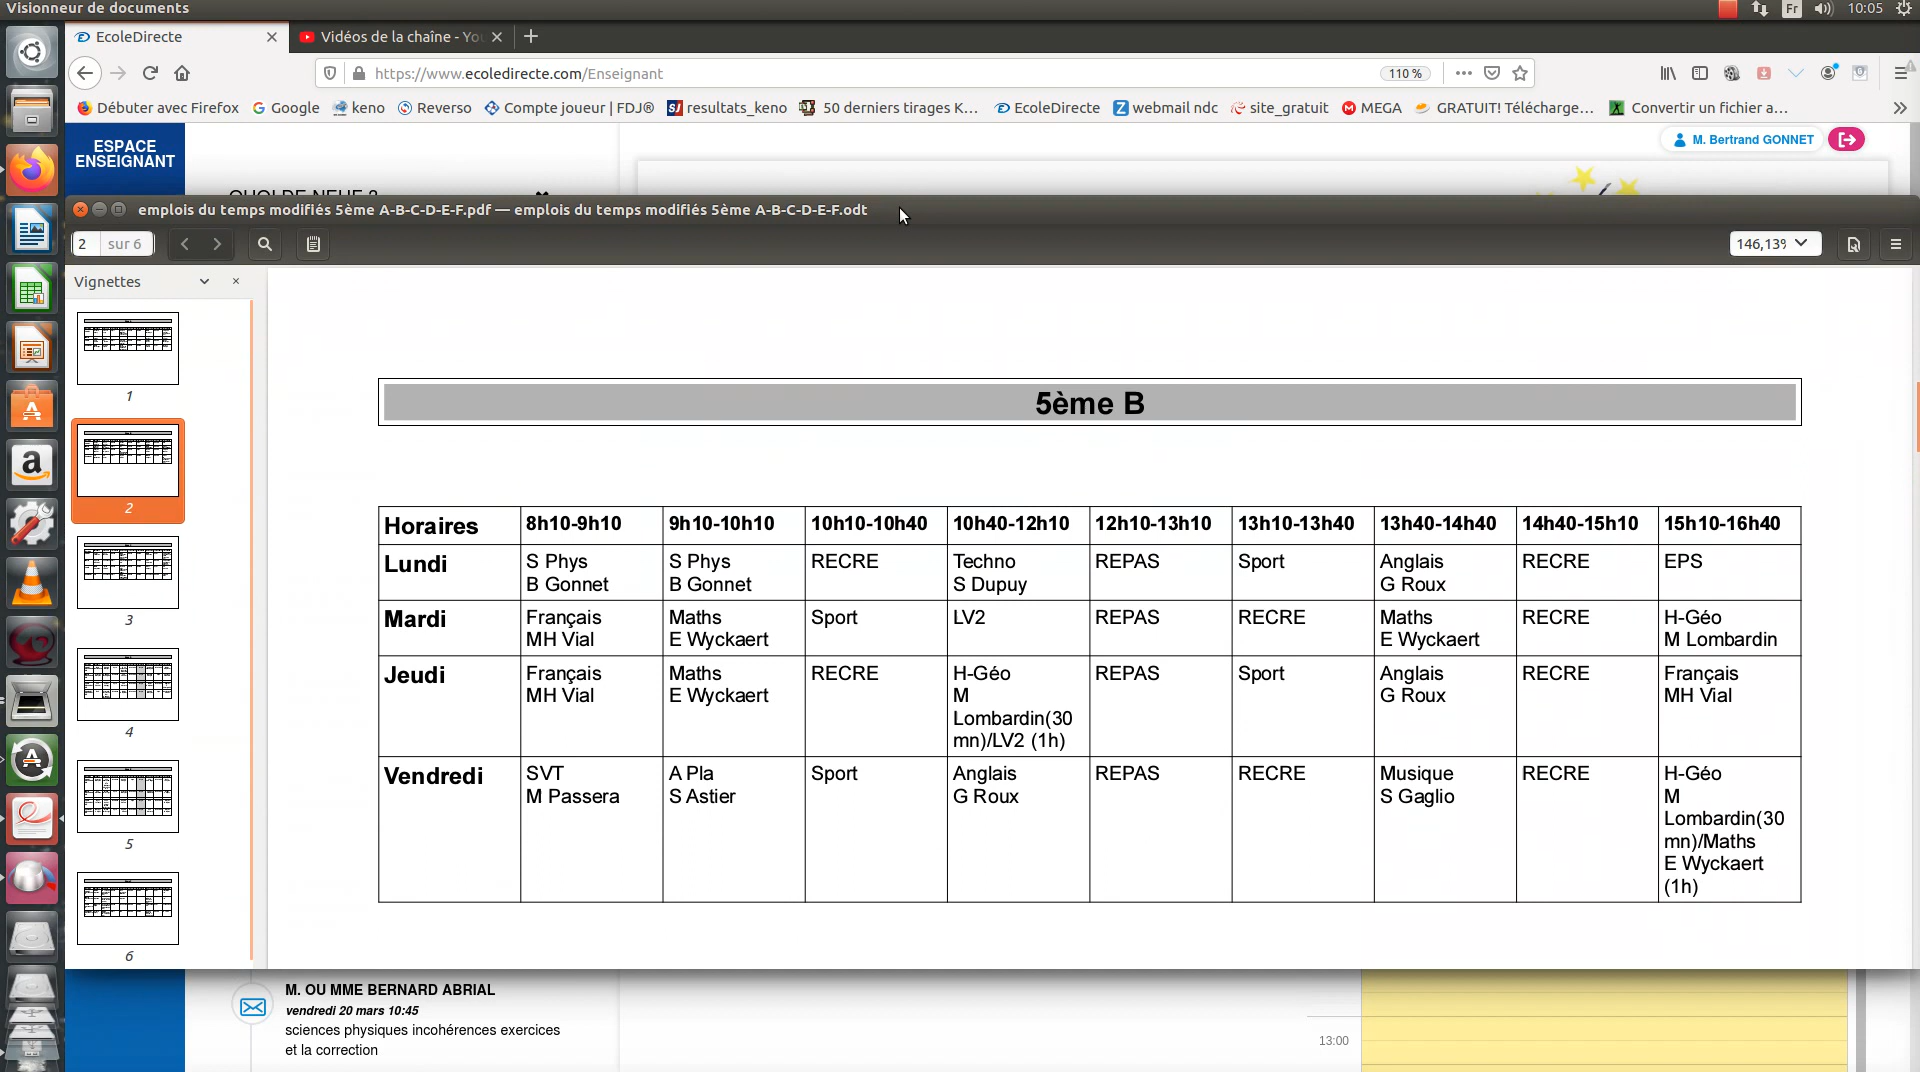 Visionneur de documents
Fr
10:05
EcoleDirecte
Vidéos de la chaîne - You
https://www.ecoledirecte.com/Enseignant
110 %
Débuter avec Firefox
Google
keno
Reverso
Compte joueur | FDJ®
resultats_keno
50 derniers tirages K…
EcoleDirecte
webmail ndc
site_gratuit
MEGA
GRATUIT! Télécharge…
Convertir un fichier a…
ESPACE
ENSEIGNANT
M. Bertrand GONNET
QUOI DE NEUF ?
emplois du temps modifiés 5ème A-B-C-D-E-F.pdf — emplois du temps modifiés 5ème A-B-C-D-E-F.odt
2 sur 6
146,13%
Vignettes
1
2
3
4
5
6
5ème B
Horaires 8h10-9h10 9h10-10h10 10h10-10h40 10h40-12h10 12h10-13h10 13h10-13h40 13h40-14h40 14h40-15h10 15h10-16h40
Lundi S Phys S Phys RECRE Techno REPAS Sport Anglais RECRE EPS
B Gonnet B Gonnet S Dupuy G Roux
Mardi Français Maths Sport LV2 REPAS RECRE Maths RECRE H-Géo
MH Vial E Wyckaert E Wyckaert M Lombardin
Jeudi Français Maths RECRE H-Géo REPAS Sport Anglais RECRE Français
MH Vial E Wyckaert M G Roux MH Vial
Lombardin(30
mn)/LV2 (1h)
Vendredi SVT A Pla Sport Anglais REPAS RECRE Musique RECRE H-Géo
M Passera S Astier G Roux S Gaglio M
Lombardin(30
mn)/Maths
E Wyckaert
(1h)
M. OU MME BERNARD ABRIAL
vendredi 20 mars 10:45
sciences physiques incohérences exercices
et la correction
13:00